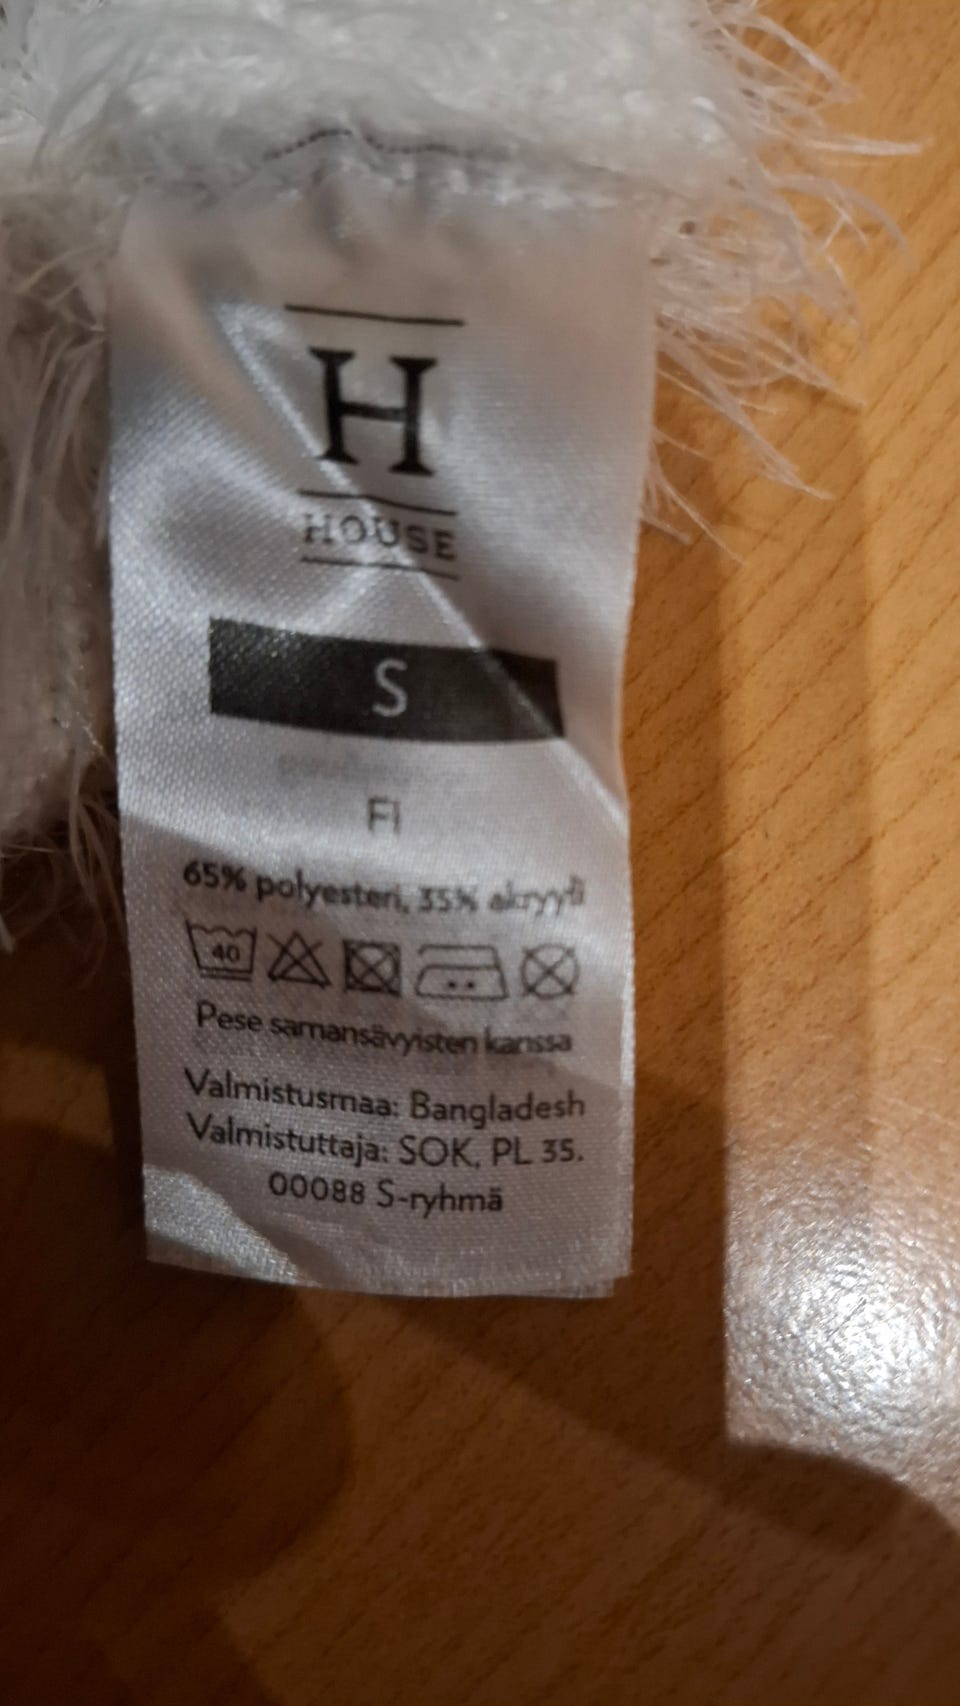 H
HOUSE
S
FI
65% polyesteri, 35% akryyli
40
Pese samansävyisten kanssa
Valmistusmaa: Bangladesh
Valmistuttaja: SOK, PL 35.
00088 S-ryhmä